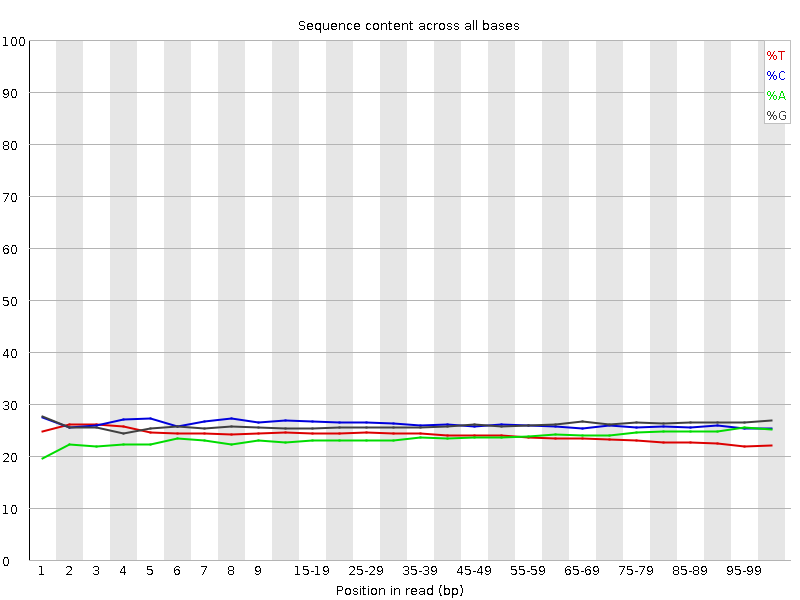 Sequence content across all bases
100
90
80
70
60
50
40
30
20
10
0
%T
%C
%A
%G
1 2 3 4 5 6 7 8 9 15-19 25-29 35-39 45-49 55-59 65-69 75-79 85-89 95-99
Position in read (bp)